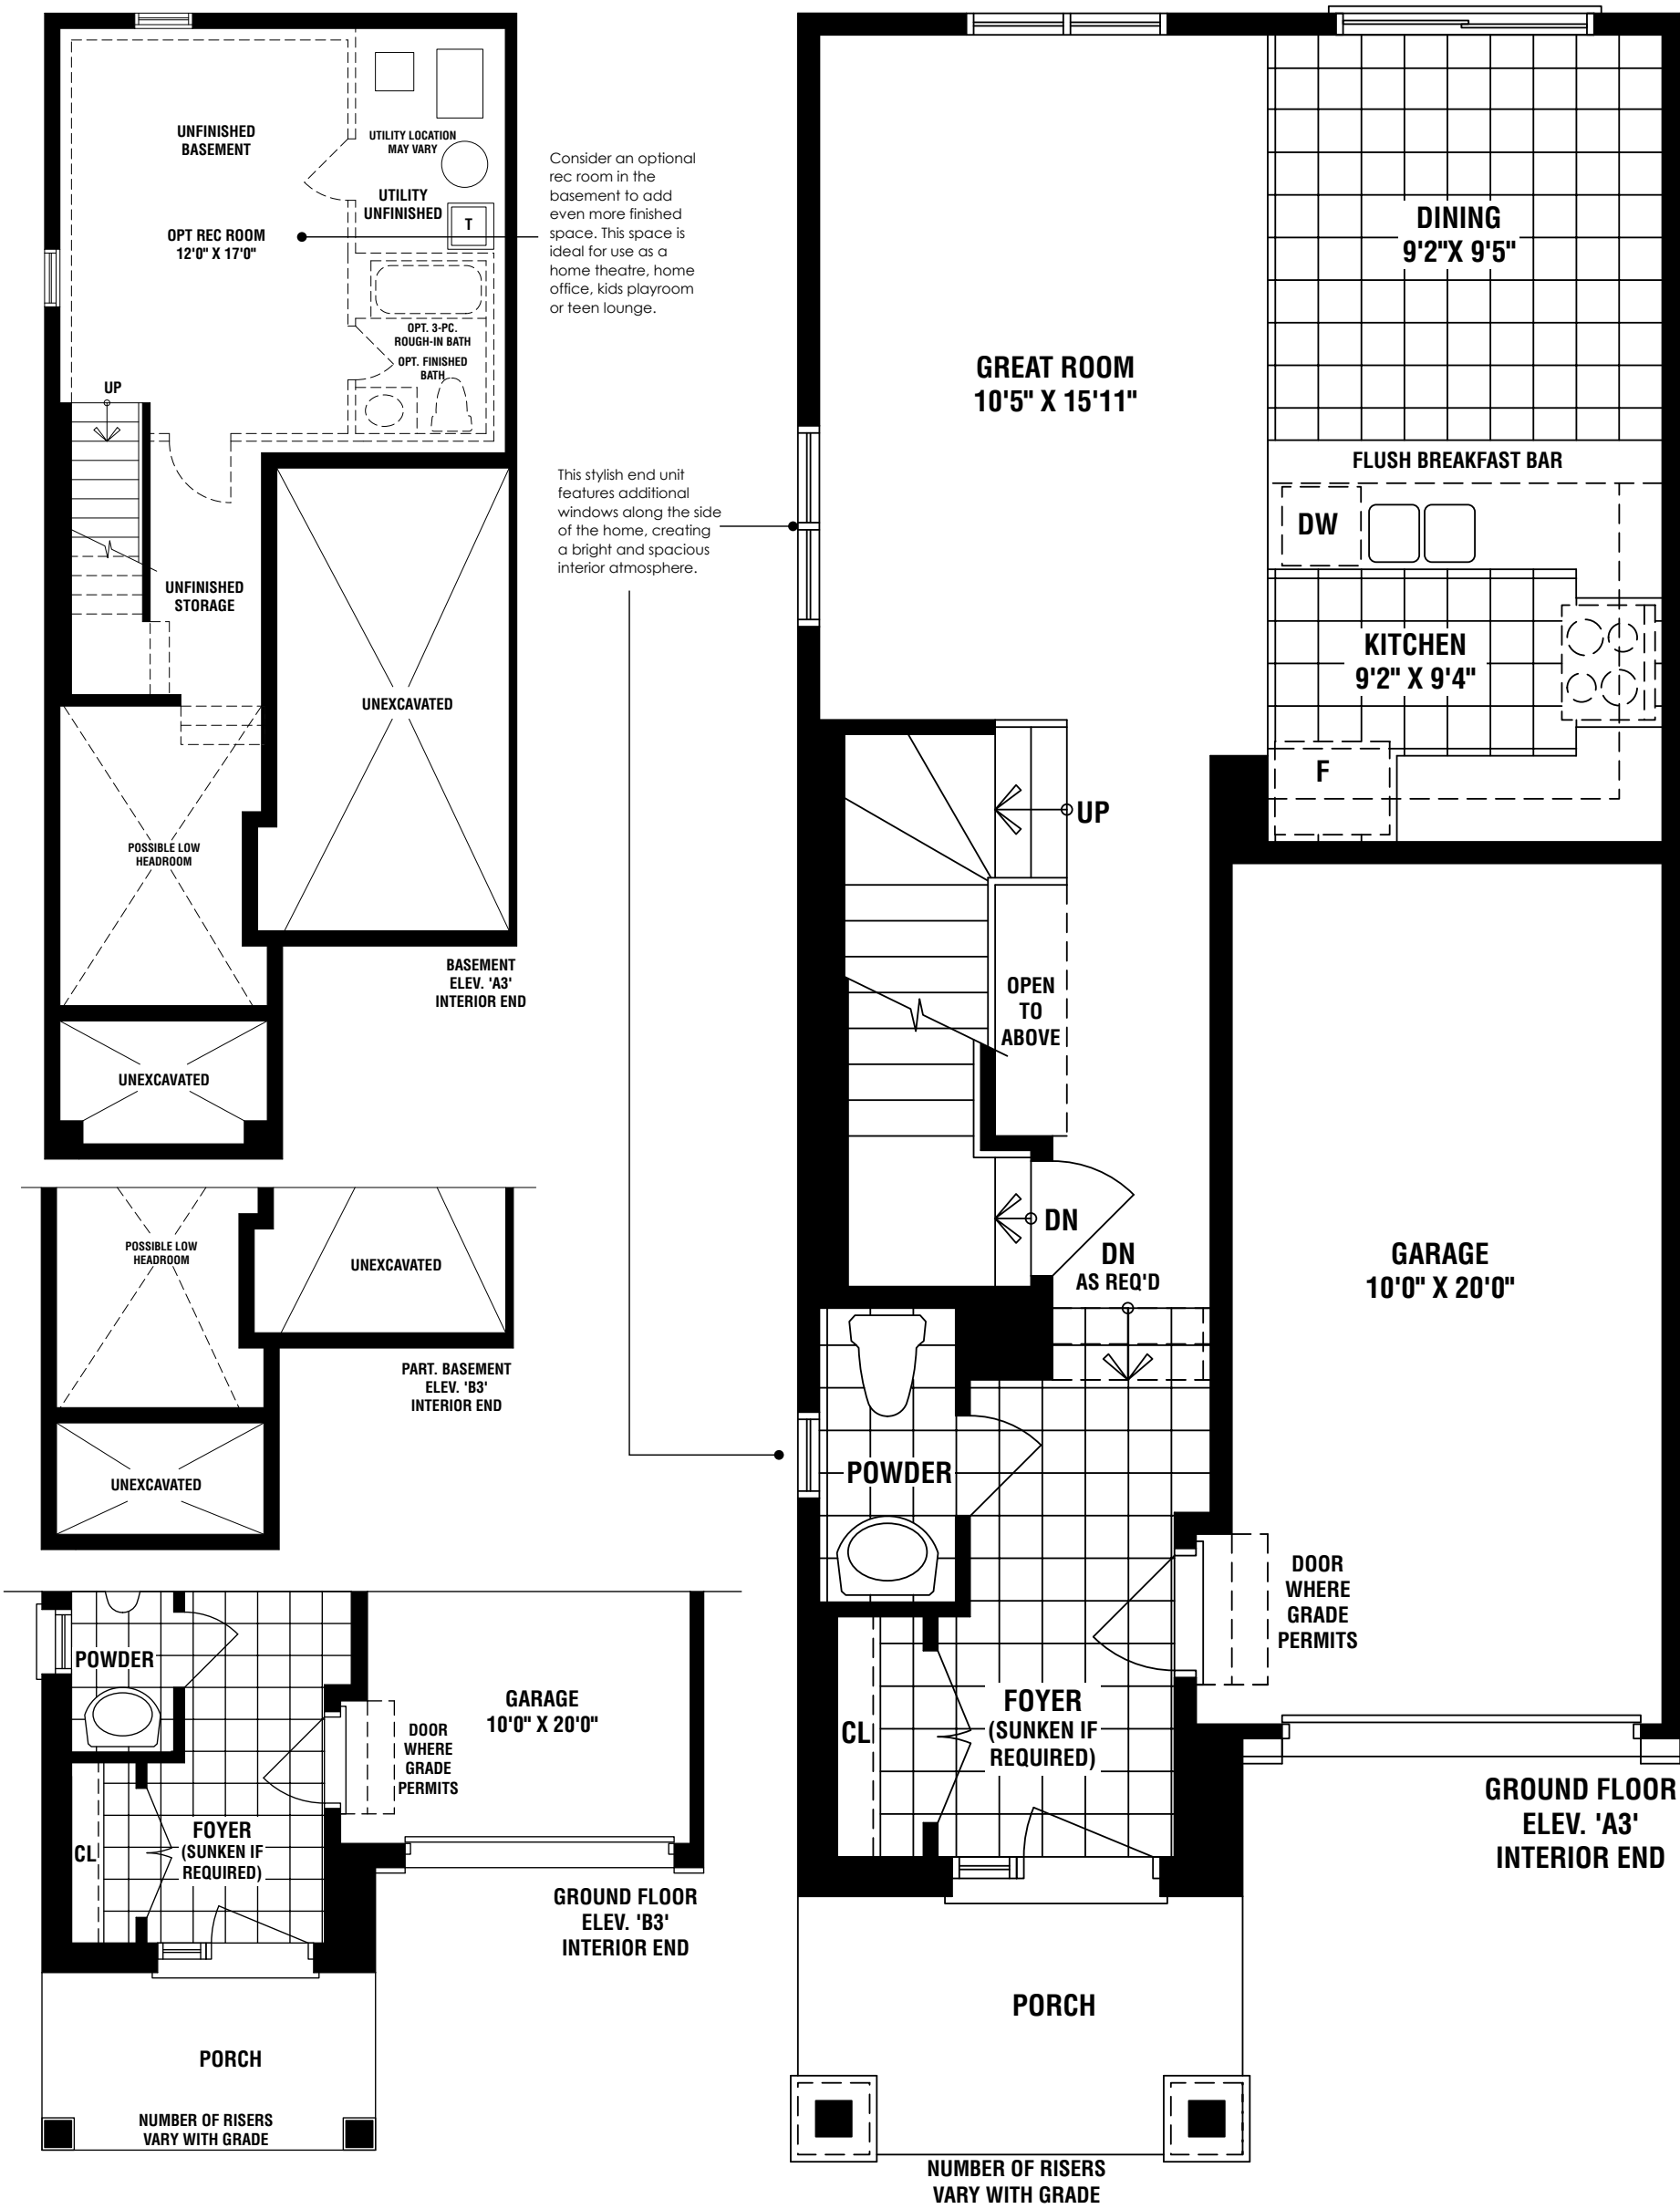 UNFINISHED
BASEMENT
UTILITY LOCATION
MAY VARY
UTILITY
UNFINISHED
T
OPT REC ROOM
12'0" X 17'0"
OPT. 3-PC.
ROUGH-IN BATH
OPT. FINISHED
BATH
UP
UNFINISHED
STORAGE
UNEXCAVATED
POSSIBLE LOW
HEADROOM
UNEXCAVATED
BASEMENT
ELEV. 'A3'
INTERIOR END
Consider an optional
rec room in the
basement to add
even more finished
space. This space is
ideal for use as a
home theatre, home
office, kids playroom
or teen lounge.
This stylish end unit
features additional
windows along the side
of the home, creating
a bright and spacious
interior atmosphere.
POSSIBLE LOW
HEADROOM
UNEXCAVATED
UNEXCAVATED
PART. BASEMENT
ELEV. 'B3'
INTERIOR END
POWDER
GARAGE
10'0" X 20'0"
DOOR
WHERE
GRADE
PERMITS
FOYER
(SUNKEN IF
REQUIRED)
CL
GROUND FLOOR
ELEV. 'B3'
INTERIOR END
PORCH
NUMBER OF RISERS
VARY WITH GRADE
DINING
9'2"X 9'5"
GREAT ROOM
10'5" X 15'11"
FLUSH BREAKFAST BAR
DW
KITCHEN
9'2" X 9'4"
F
UP
OPEN
TO
ABOVE
DN
DN
AS REQ'D
GARAGE
10'0" X 20'0"
POWDER
DOOR
WHERE
GRADE
PERMITS
FOYER
(SUNKEN IF
REQUIRED)
CL
GROUND FLOOR
ELEV. 'A3'
INTERIOR END
PORCH
NUMBER OF RISERS
VARY WITH GRADE